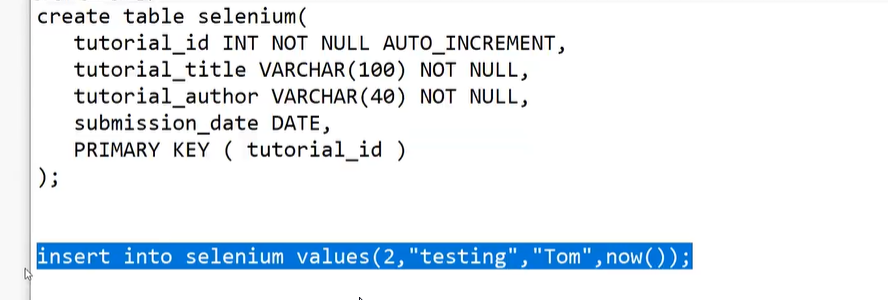 create table selenium(
tutorial_id INT NOT NULL AUTO_INCREMENT,
tutorial_title VARCHAR(100) NOT NULL,
tutorial_author VARCHAR(40) NOT NULL,
submission_date DATE,
PRIMARY KEY ( tutorial_id )
);
insert into selenium values(2,"testing","Tom",now());